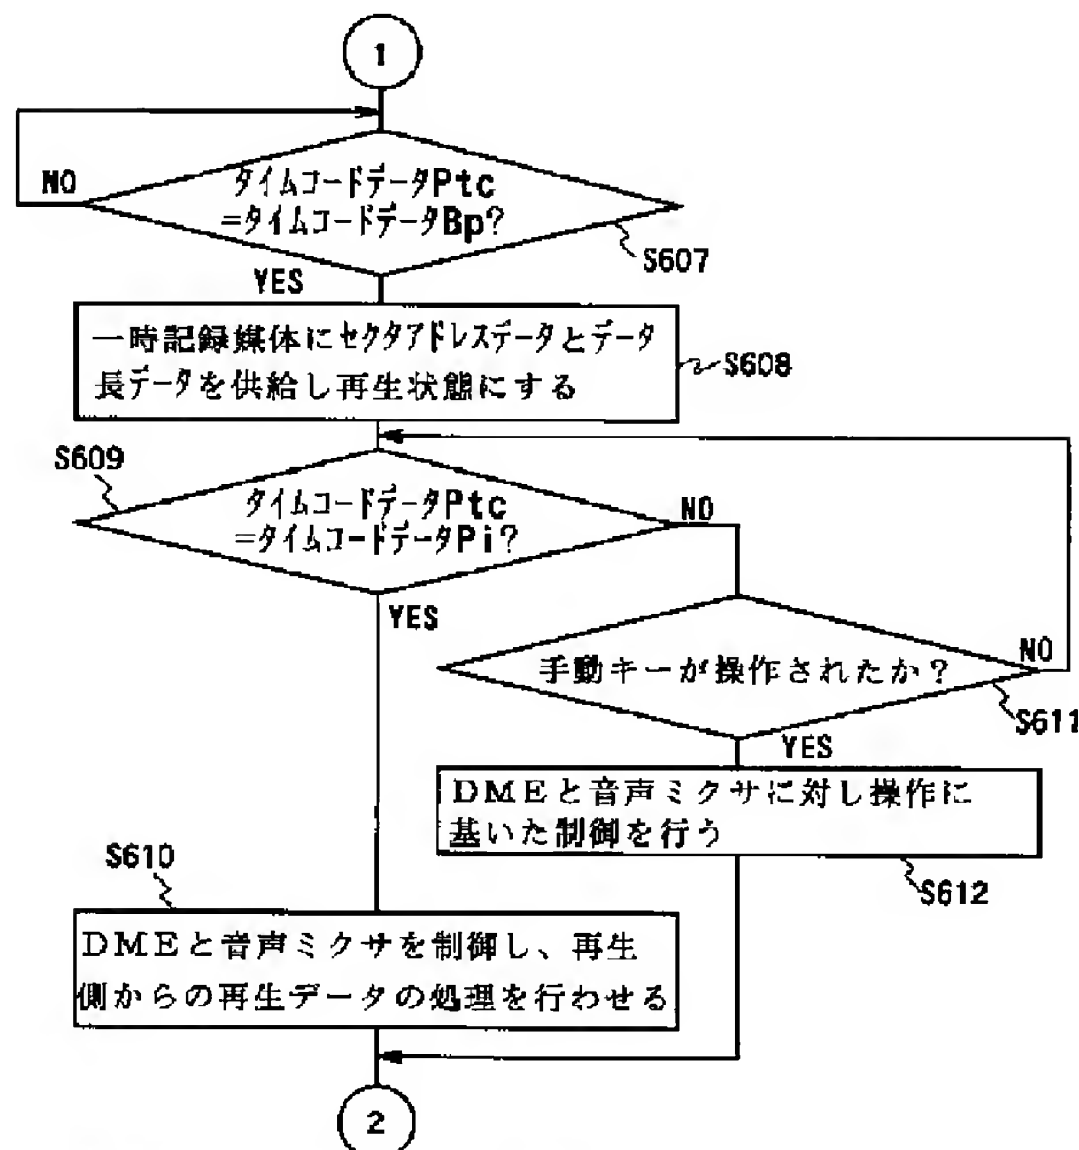 1
NO
タイムコードデータPtc
=タイムコードデータBp?
S607
YES
一時記録媒体にセクタアドレスデータとデータ
長データを供給し再生状態にする
S608
S609
タイムコードデータPtc
=タイムコードデータPi?
NO
YES
手動キーが操作されたか?
NO
S611
YES
DMEと音声ミクサに対し操作に
基いた制御を行う
S612
S610
DMEと音声ミクサを制御し、再生
側からの再生データの処理を行わせる
2